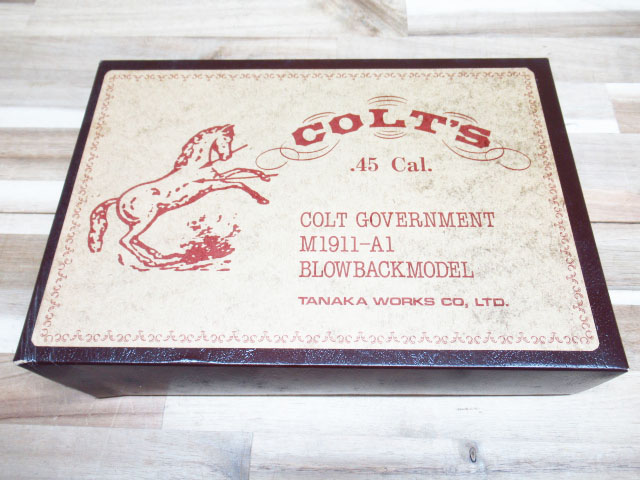 COLT'S
.45 Cal.
COLT GOVERNMENT
M1911-A1
BLOWBACKMODEL
TANAKA WORKS CO, LTD.